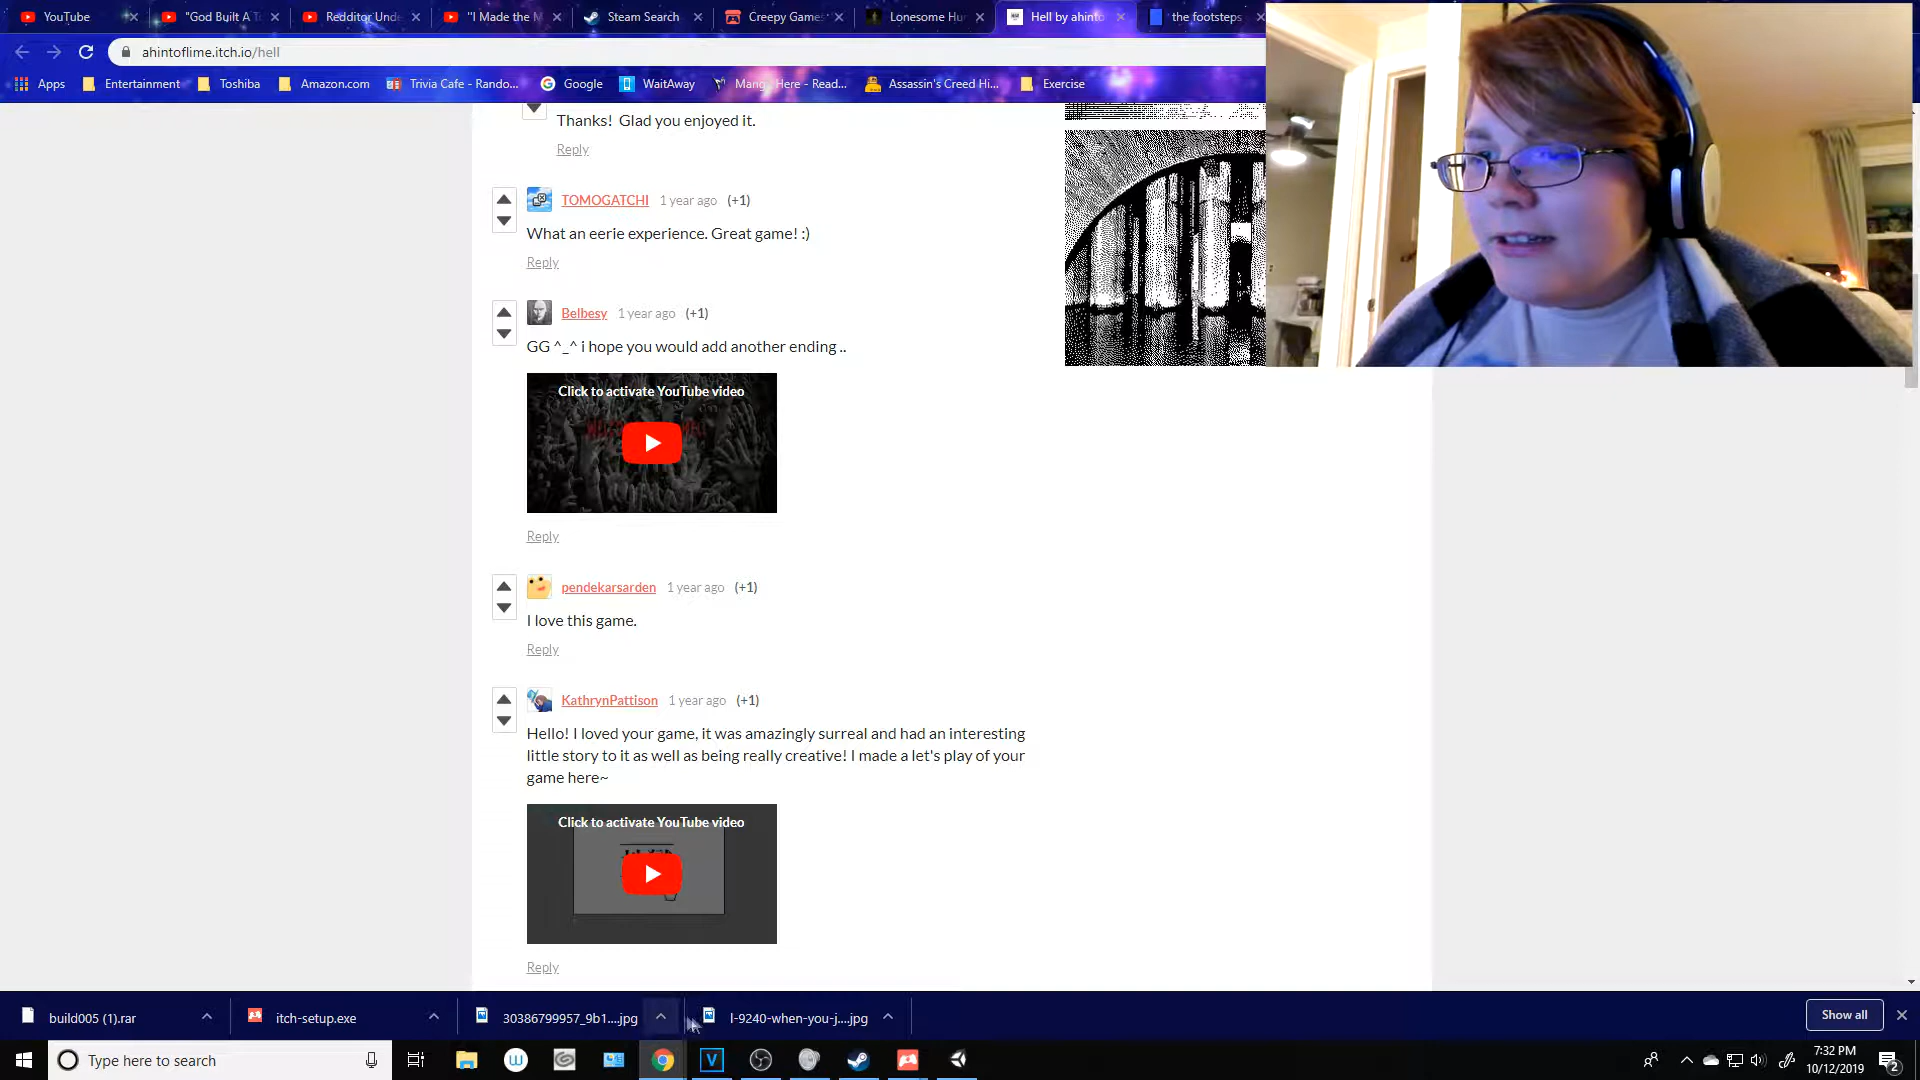 YouTube
"God Built A T
Redditor Und
"I Made the M
Steam Search
Creepy Games
Lonesome Hu
Hell by ahinto
the footsteps
ahintoflime.itch.io/hell
Apps
Entertainment
Toshiba
Amazon.com
Trivia Cafe - Rando...
Google
WaitAway
Manga Here - Read...
Assassin's Creed Hi...
Exercise
Thanks! Glad you enjoyed it.
Reply
TOMOGATCHI 1 year ago (+1)
What an eerie experience. Great game! :)
Reply
Belbesy 1 year ago (+1)
GG ^_^ i hope you would add another ending ..
Click to activate YouTube video
Reply
pendekarsarden 1 year ago (+1)
I love this game.
Reply
KathrynPattison 1 year ago (+1)
Hello! I loved your game, it was amazingly surreal and had an interesting
little story to it as well as being really creative! I made a let's play of your
game here~
Click to activate YouTube video
Reply
build005 (1).rar
itch-setup.exe
30386799957_9b1....jpg
I-9240-when-you-j....jpg
Show all
Type here to search
7:32 PM
10/12/2019
2